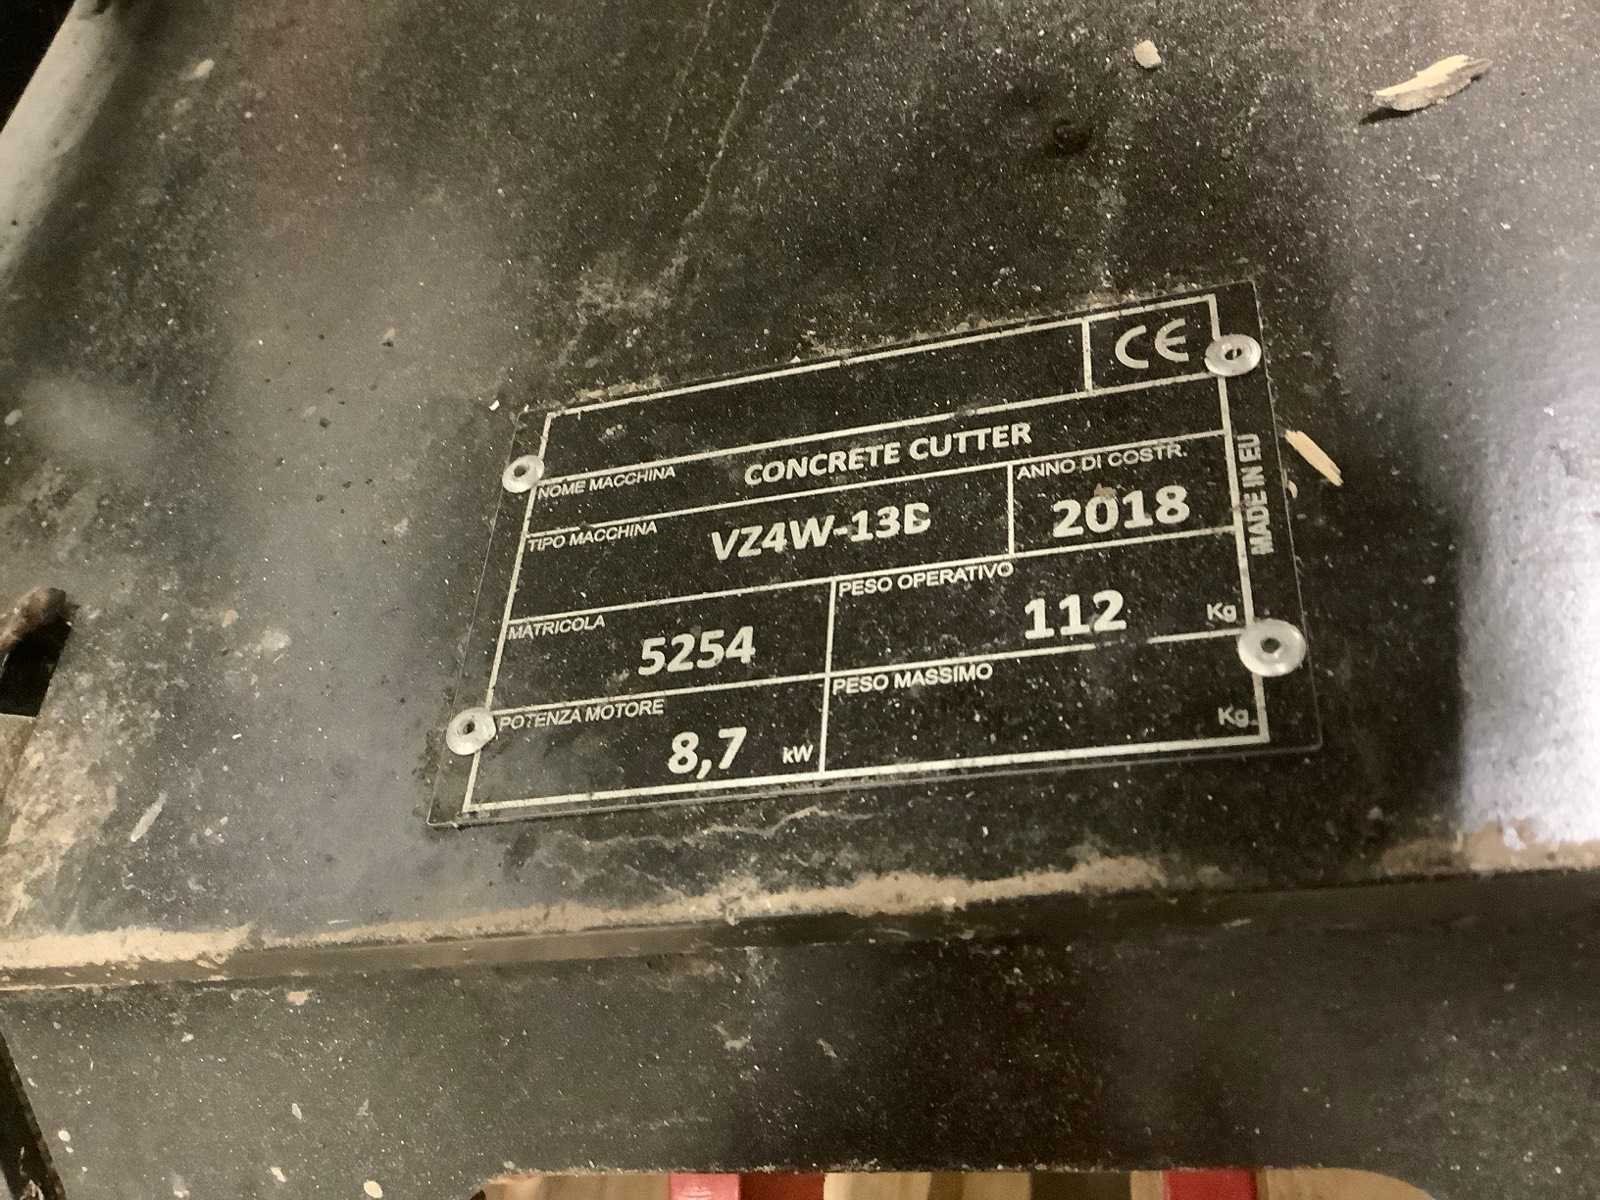 CE
NOME MACCHINA CONCRETE CUTTER
TIPO MACCHINA VZ4W-13B
ANNO DI COSTR. 2018
MATRICOLA 5254
PESO OPERATIVO 112 Kg
POTENZA MOTORE 8,7 kW
PESO MASSIMO Kg
MADE IN EU